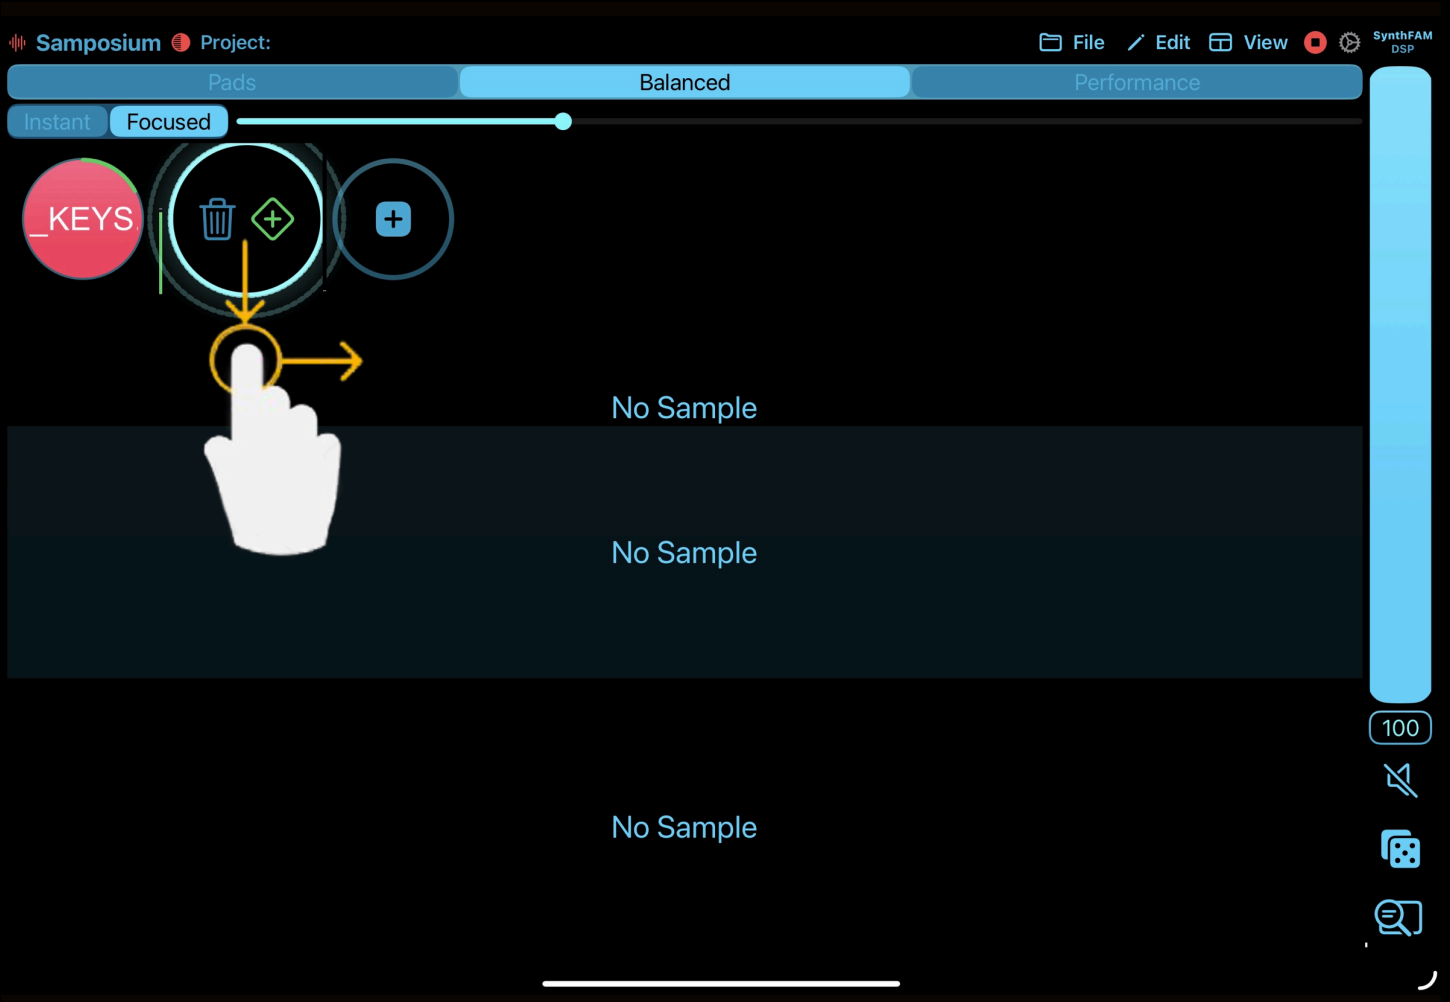 Samposium Project: File Edit View SynthFAM
DSP
Pads Balanced Performance
Instant Focused
_KEYS.
No Sample
No Sample
100
No Sample